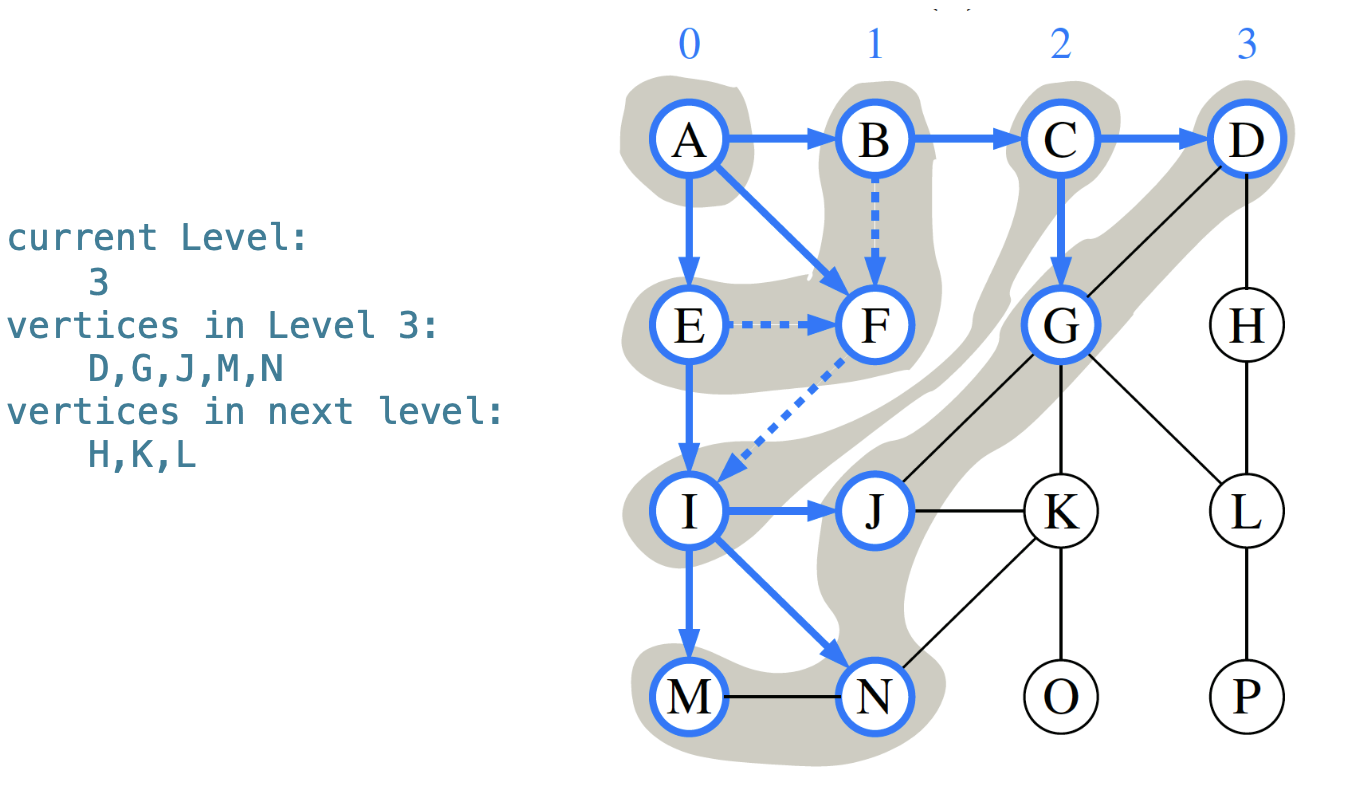 current Level:
3
vertices in Level 3:
D,G,J,M,N
vertices in next level:
H,K,L
0 1 2 3
A B C D
E F G H
I J K L
M N O P